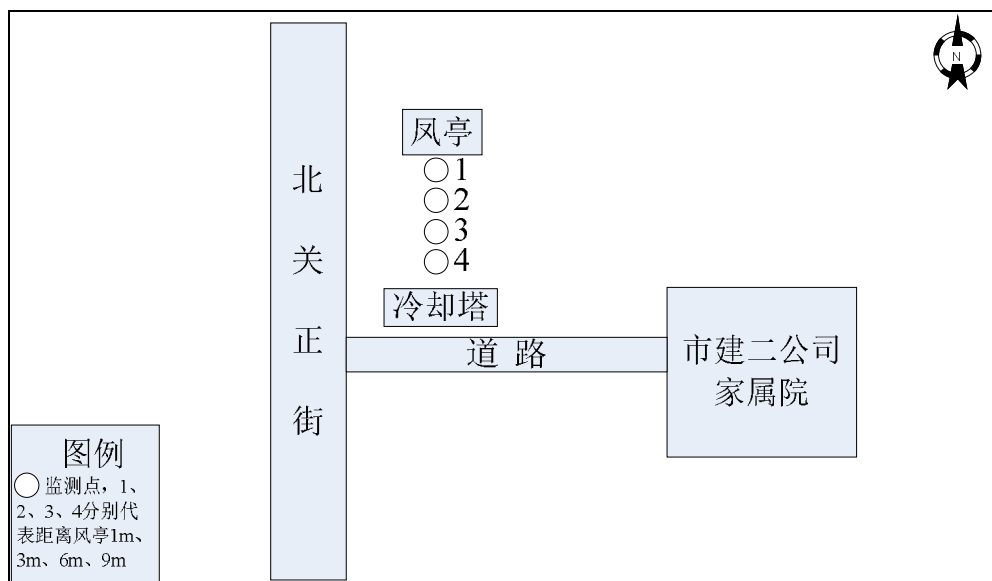 N
凤亭
1
2
3
4
北关正街
冷却塔
道路
市建二公司
家属院
图例
监测点，1、
2、3、4分别代
表距离风亭1m、
3m、6m、9m